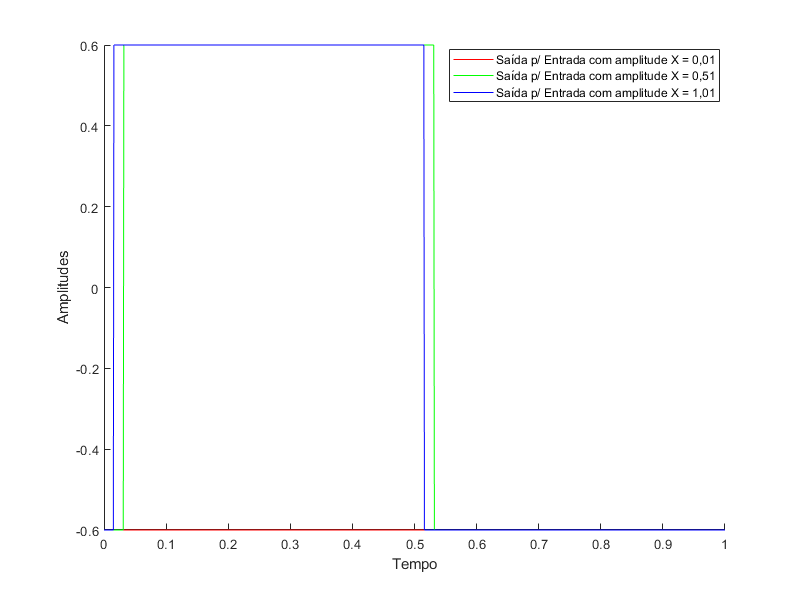 0.6
Saída p/ Entrada com amplitude X = 0,01
Saída p/ Entrada com amplitude X = 0,51
Saída p/ Entrada com amplitude X = 1,01
0.4
0.2
0
-0.2
-0.4
-0.6
Amplitudes
0 0.1 0.2 0.3 0.4 0.5 0.6 0.7 0.8 0.9 1
Tempo